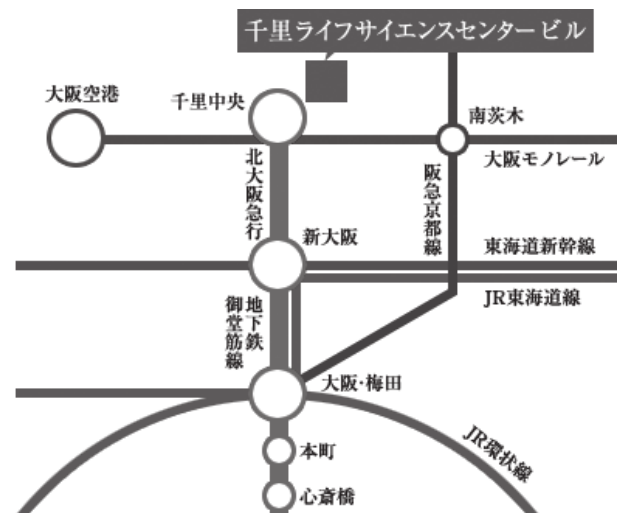 千里ライフサイエンスセンタービル
大阪空港
千里中央
南茨木
大阪モノレール
北大阪急行
阪急京都線
新大阪
東海道新幹線
JR東海道線
地下鉄
御堂筋線
大阪・梅田
JR環状線
本町
心斎橋